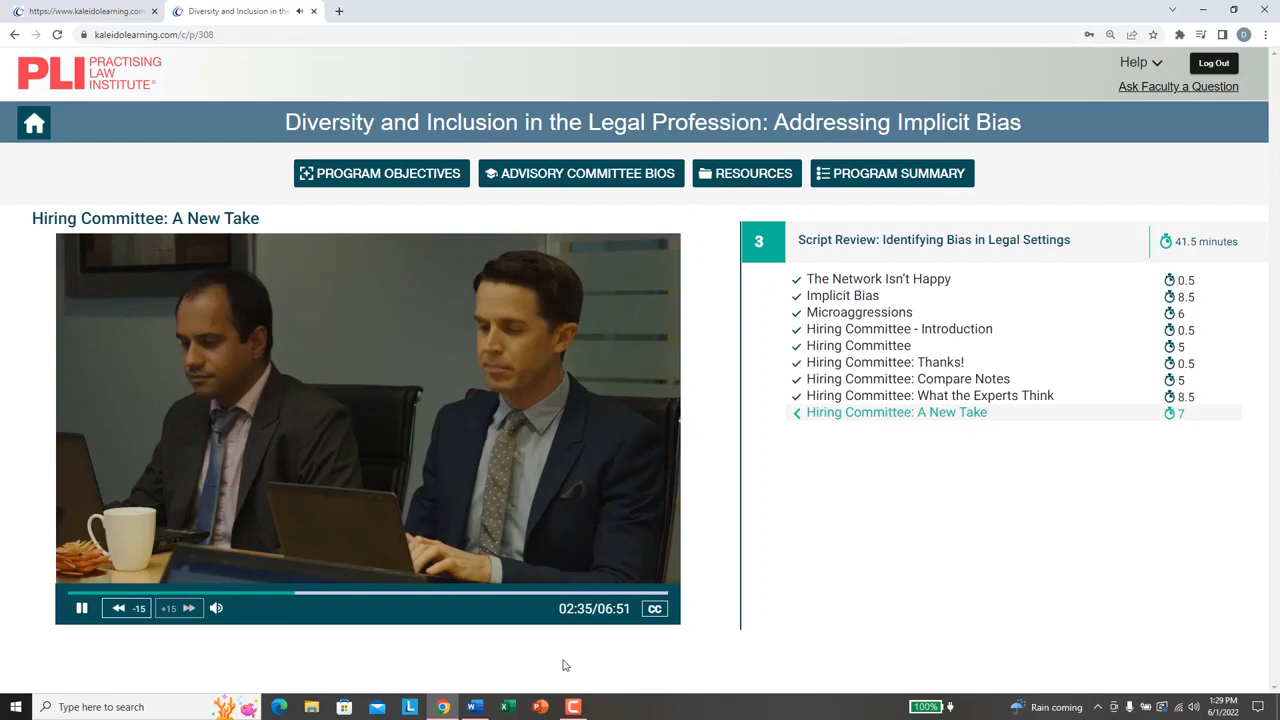 https://www.kaleidolearning.com/
Diversity and Inclusion in the
kaleidolearning.com/c/p/308
PLI PRACTISING
LAW
INSTITUTE®
Help
Log Out
Ask Faculty a Question
Diversity and Inclusion in the Legal Profession: Addressing Implicit Bias
PROGRAM OBJECTIVES
ADVISORY COMMITTEE BIOS
RESOURCES
PROGRAM SUMMARY
Hiring Committee: A New Take
3
Script Review: Identifying Bias in Legal Settings
41.5 minutes
The Network Isn't Happy 0.5
Implicit Bias 8.5
Microaggressions 6
Hiring Committee - Introduction 0.5
Hiring Committee 5
Hiring Committee: Thanks! 0.5
Hiring Committee: Compare Notes 5
Hiring Committee: What the Experts Think 8.5
Hiring Committee: A New Take 7
-15
+15
02:35/06:51
CC
Type here to search
100%
Rain coming
1:29 PM
6/1/2022